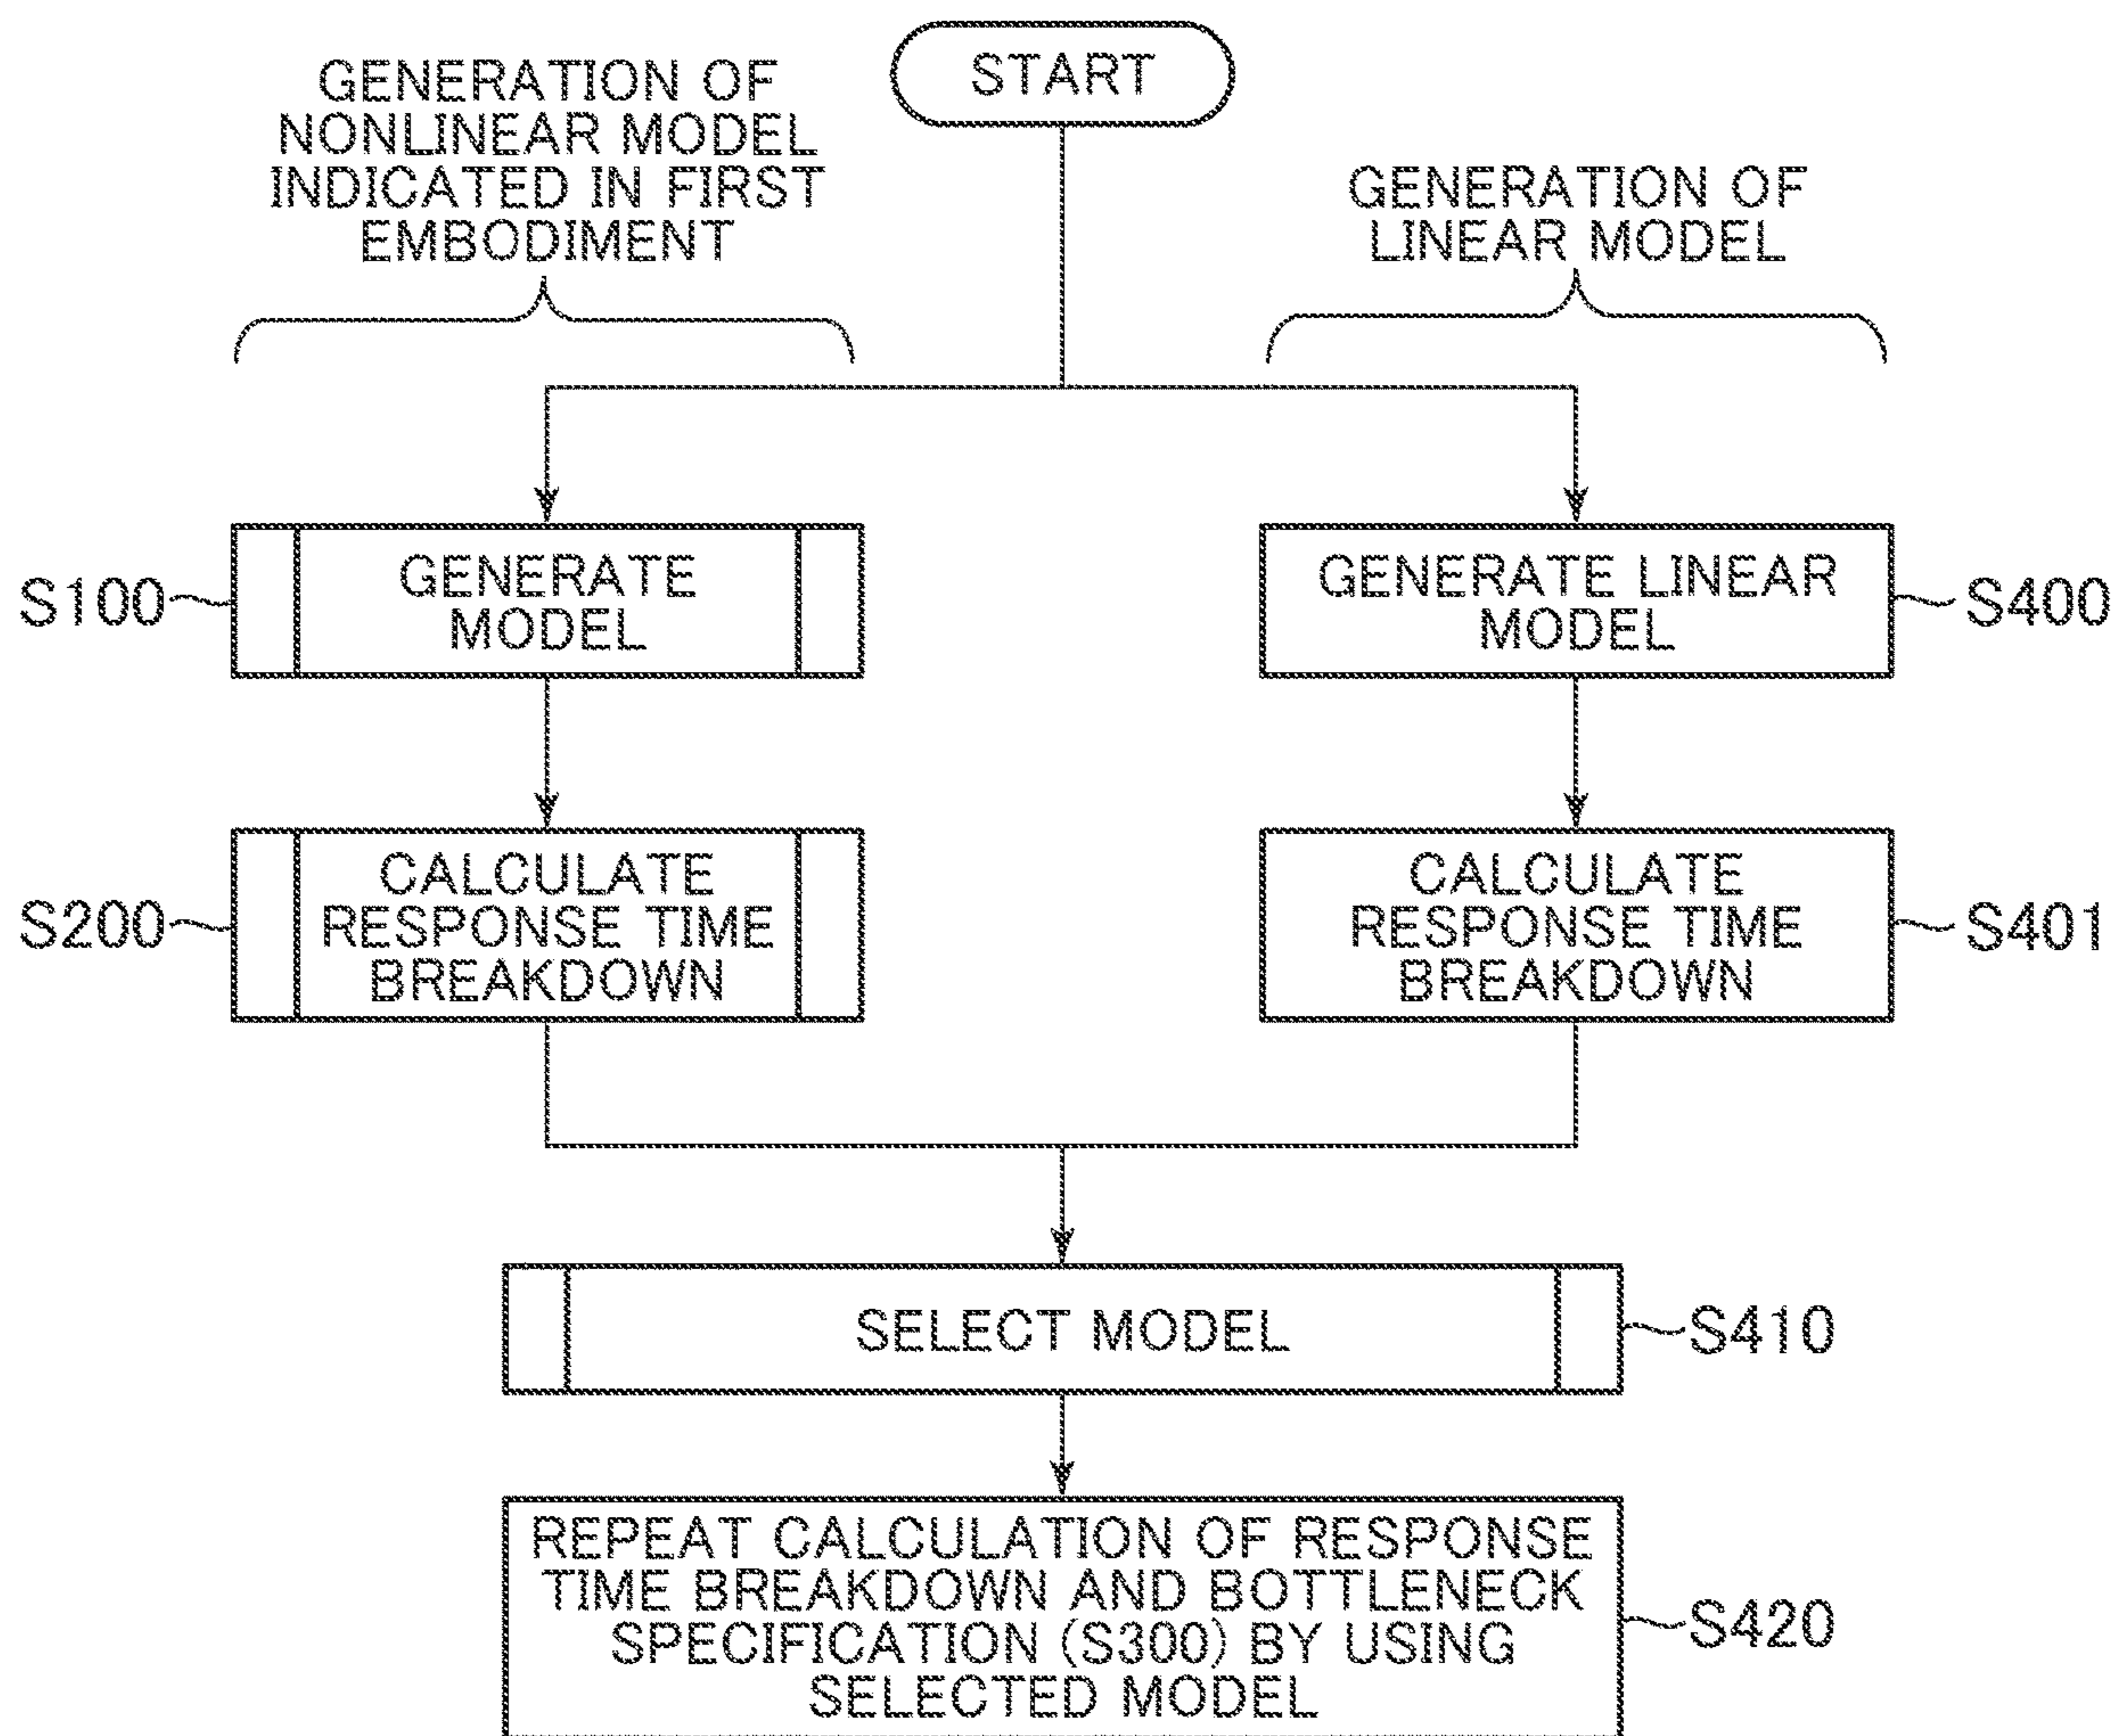 START
GENERATION OF
NONLINEAR MODEL
INDICATED IN FIRST
EMBODIMENT
GENERATION OF
LINEAR MODEL
S100
GENERATE
MODEL
GENERATE LINEAR
MODEL
S400
S200
CALCULATE
RESPONSE TIME
BREAKDOWN
CALCULATE
RESPONSE TIME
BREAKDOWN
S401
SELECT MODEL
S410
REPEAT CALCULATION OF RESPONSE
TIME BREAKDOWN AND BOTTLENECK
SPECIFICATION (S300) BY USING
SELECTED MODEL
S420